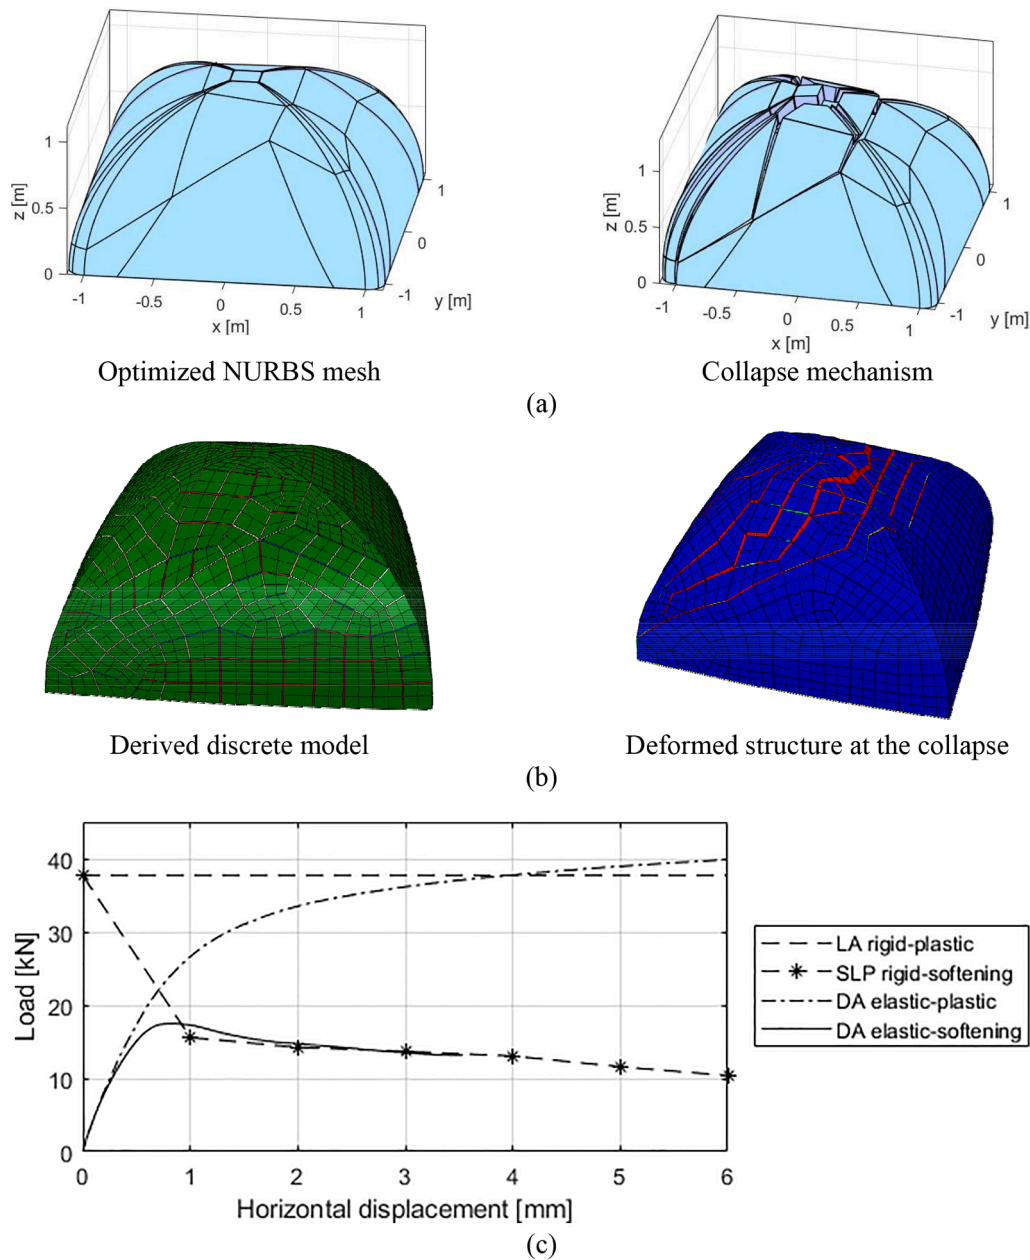 1
0.5
0
z [m]
-1
-0.5
0
0.5
1
x [m]
-1
0
1
y [m]
1
0.5
0
z [m]
-1
-0.5
0
0.5
1
x [m]
-1
0
1
y [m]
Optimized NURBS mesh
Collapse mechanism
(a)
Derived discrete model
Deformed structure at the collapse
(b)
40
30
20
10
0
Load [kN]
0 1 2 3 4 5 6
Horizontal displacement [mm]
LA rigid-plastic
SLP rigid-softening
DA elastic-plastic
DA elastic-softening
(c)